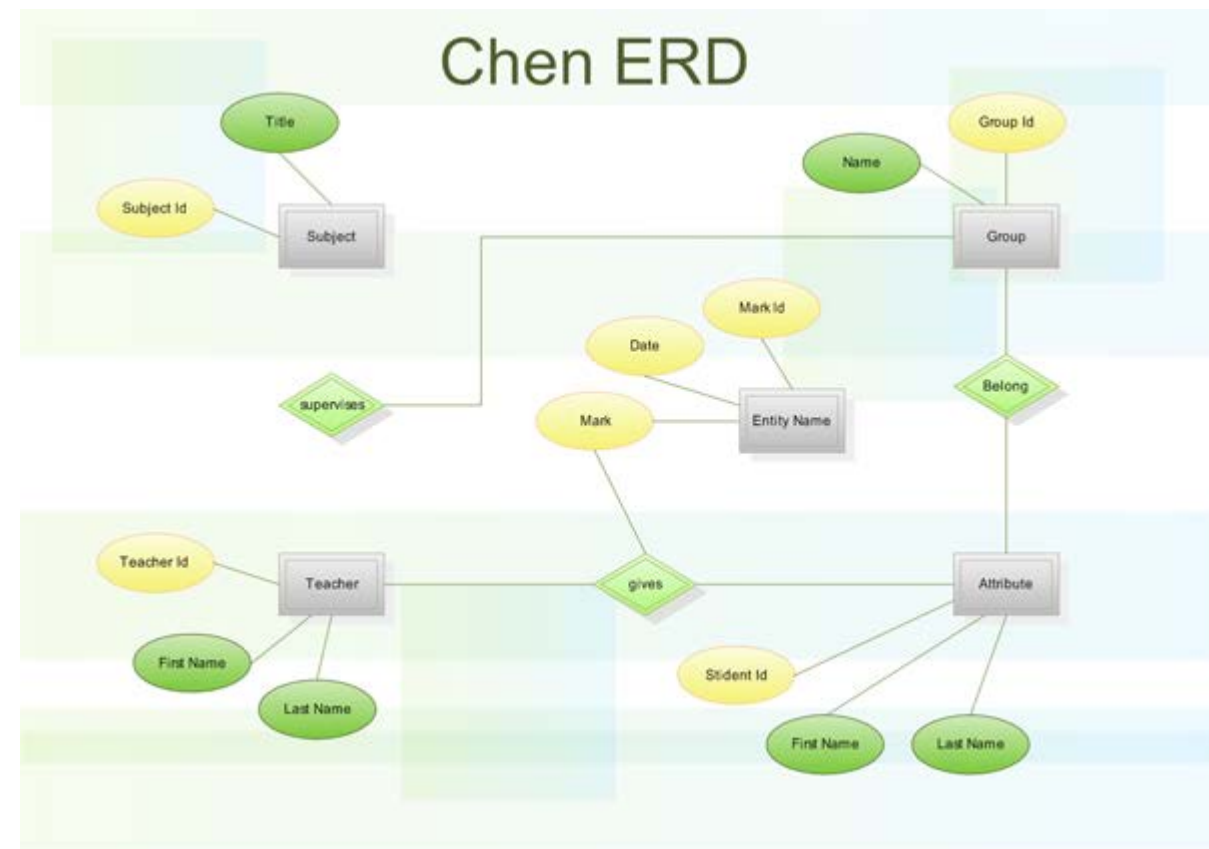 Chen ERD
Title
Group Id
Name
Subject Id
Subject
Group
Mark Id
Date
Belong
supervises
Mark
Entity Name
Teacher Id
Teacher
gives
Attribute
First Name
Stident Id
Last Name
First Name
Last Name